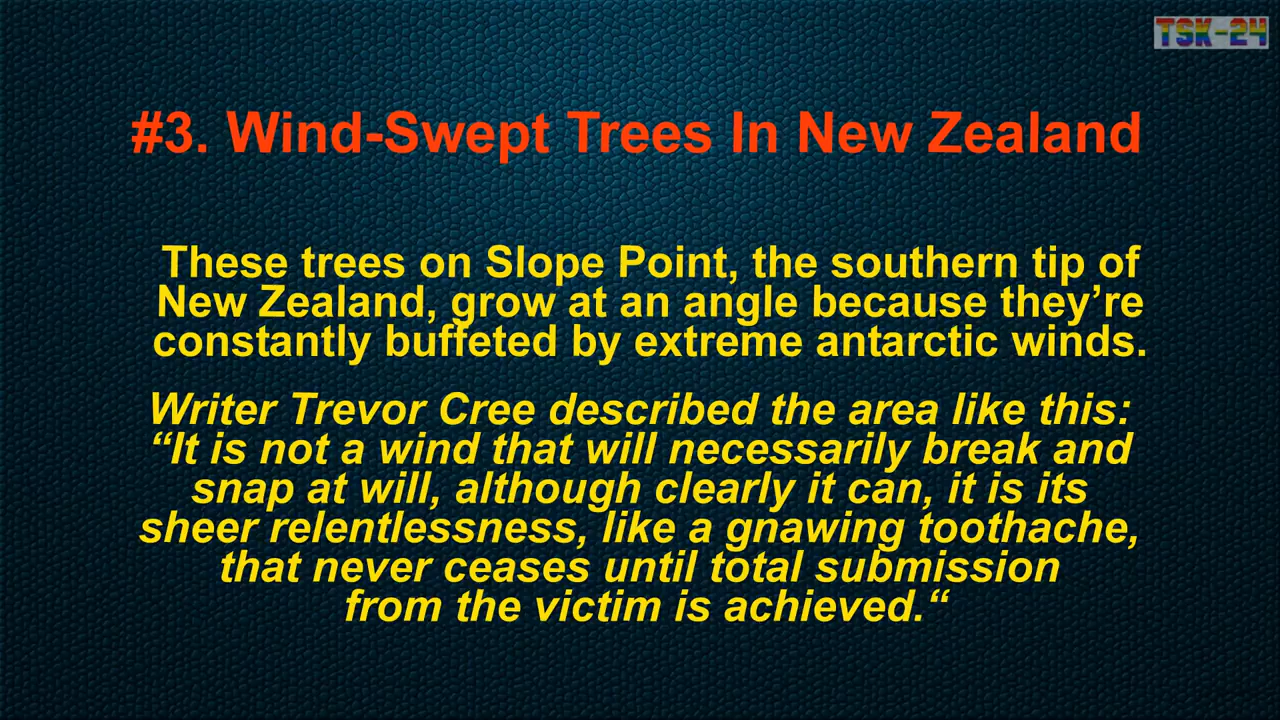 TSK-24
#3. Wind-Swept Trees In New Zealand
These trees on Slope Point, the southern tip of
New Zealand, grow at an angle because they’re
constantly buffeted by extreme antarctic winds.
Writer Trevor Cree described the area like this:
“It is not a wind that will necessarily break and
snap at will, although clearly it can, it is its
sheer relentlessness, like a gnawing toothache,
that never ceases until total submission
from the victim is achieved.“